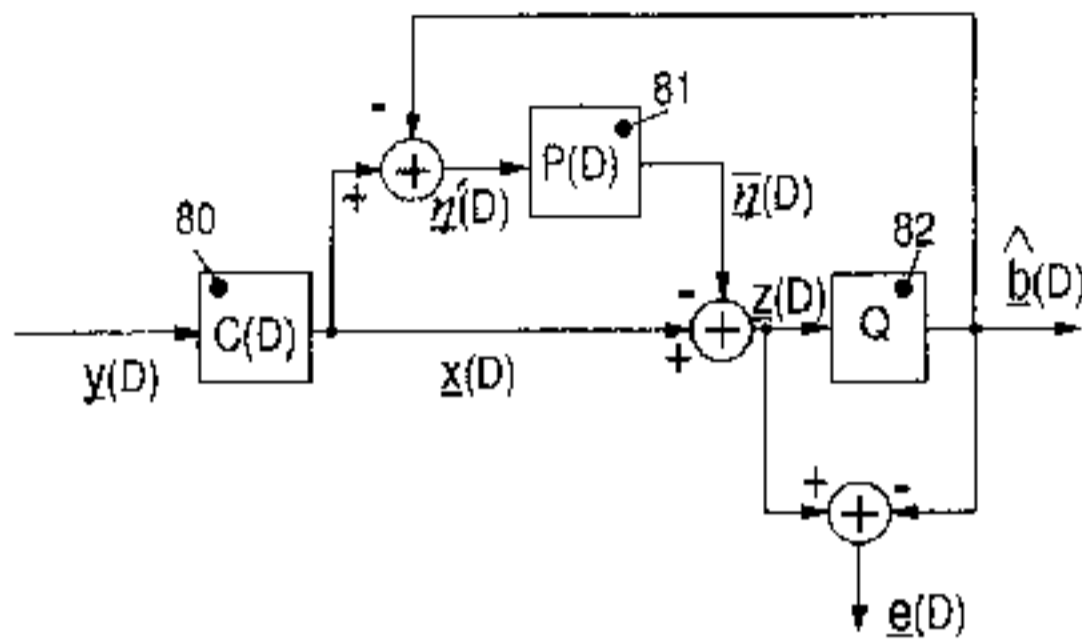 -
81
P(D)
+
+
η'(D)
η̅(D)
80
82
b̂(D)
-
z(D)
C(D)
+
Q
+
y(D)
x(D)
+
-
+
e(D)